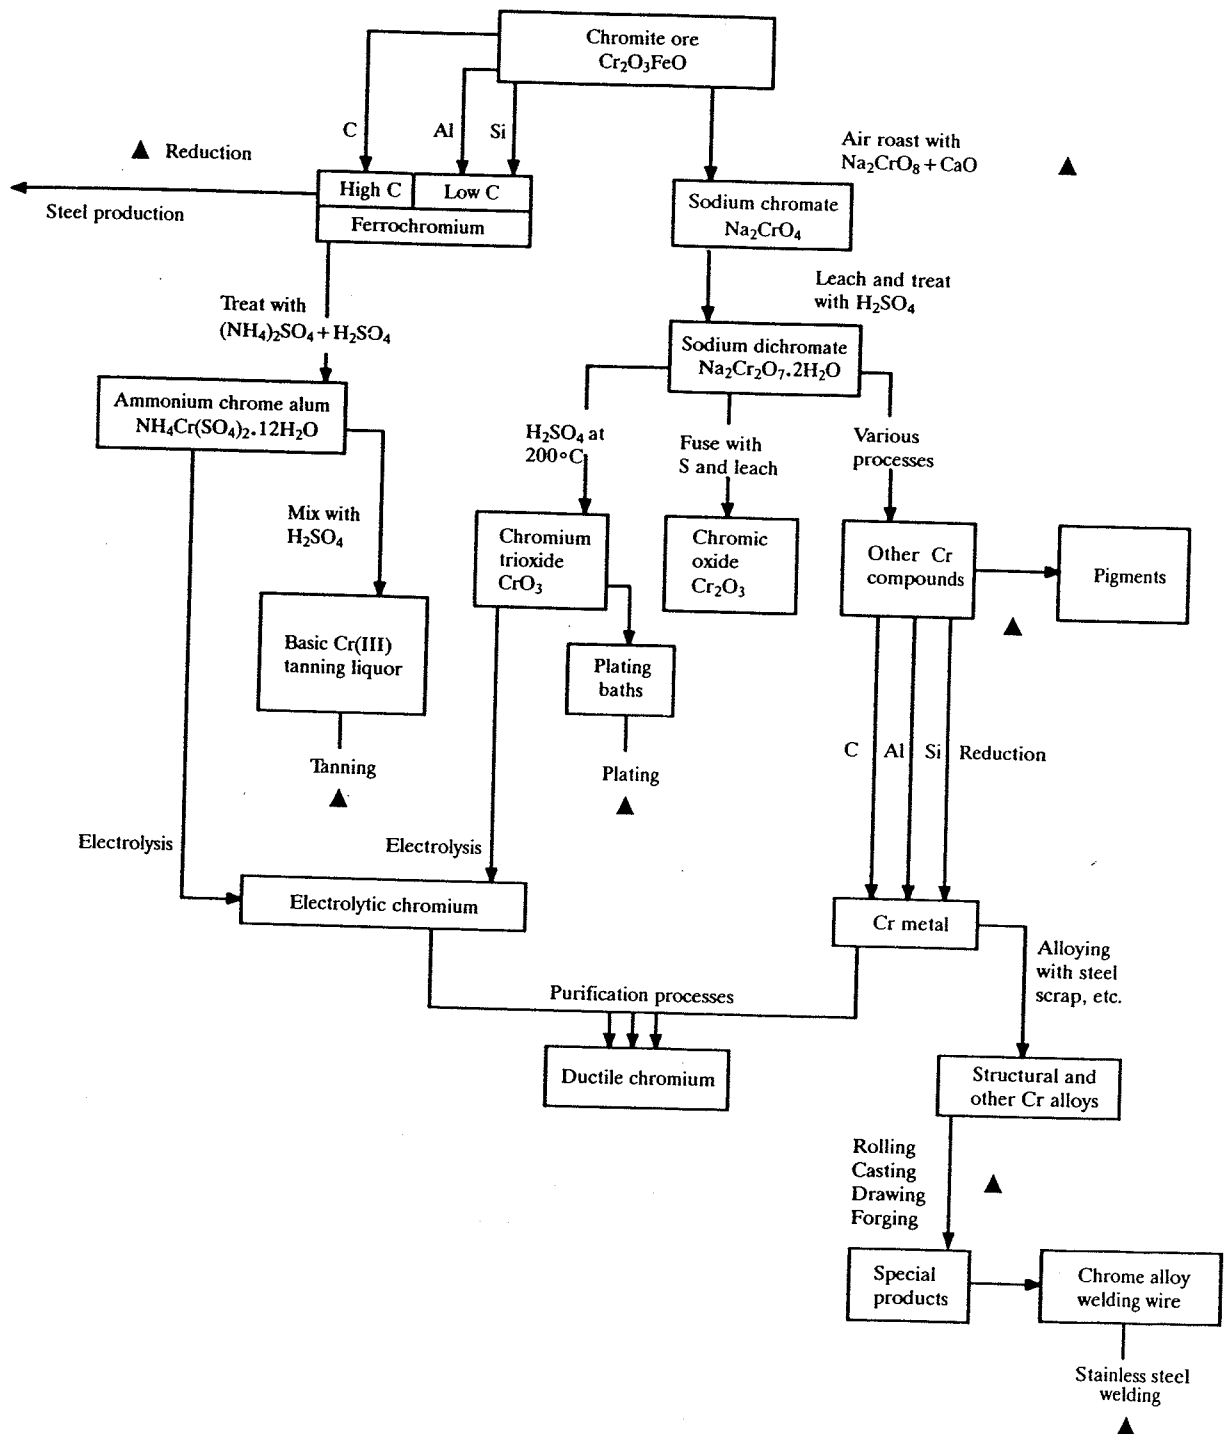 Chromite ore
Cr₂O₃FeO
C
Al
Si
▲ Reduction
Air roast with
Na₂CrO₈ + CaO
▲
High C
Low C
Ferrochromium
Steel production
Sodium chromate
Na₂CrO₄
Leach and treat
with H₂SO₄
Treat with
(NH₄)₂SO₄ + H₂SO₄
Sodium dichromate
Na₂Cr₂O₇.2H₂O
Ammonium chrome alum
NH₄Cr(SO₄)₂.12H₂O
H₂SO₄ at
200°C
Fuse with
S and leach
Various
processes
Mix with
H₂SO₄
Chromium
trioxide
CrO₃
Chromic
oxide
Cr₂O₃
Other Cr
compounds
Pigments
▲
Basic Cr(III)
tanning liquor
Plating
baths
Tanning
▲
Plating
▲
C
Al
Si
Reduction
Electrolysis
Electrolysis
Electrolytic chromium
Cr metal
Alloying
with steel
scrap, etc.
Purification processes
Ductile chromium
Structural and
other Cr alloys
Rolling
Casting
Drawing
Forging
▲
Special
products
Chrome alloy
welding wire
Stainless steel
welding
▲